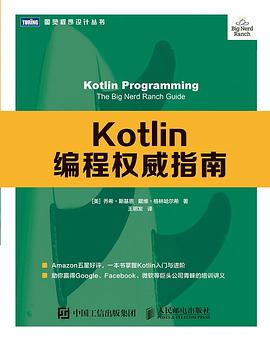 TURING 图灵程序设计丛书
Big Nerd
Ranch
Kotlin Programming
The Big Nerd Ranch Guide
Kotlin
编程权威指南
[美] 乔希·斯基恩 戴维·格林哈尔希 著
王明发 译
Amazon五星好评，一本书掌握Kotlin入门与进阶
助你赢得Google、Facebook、微软等巨头公司青睐的培训讲义
中国工信出版集团 人民邮电出版社